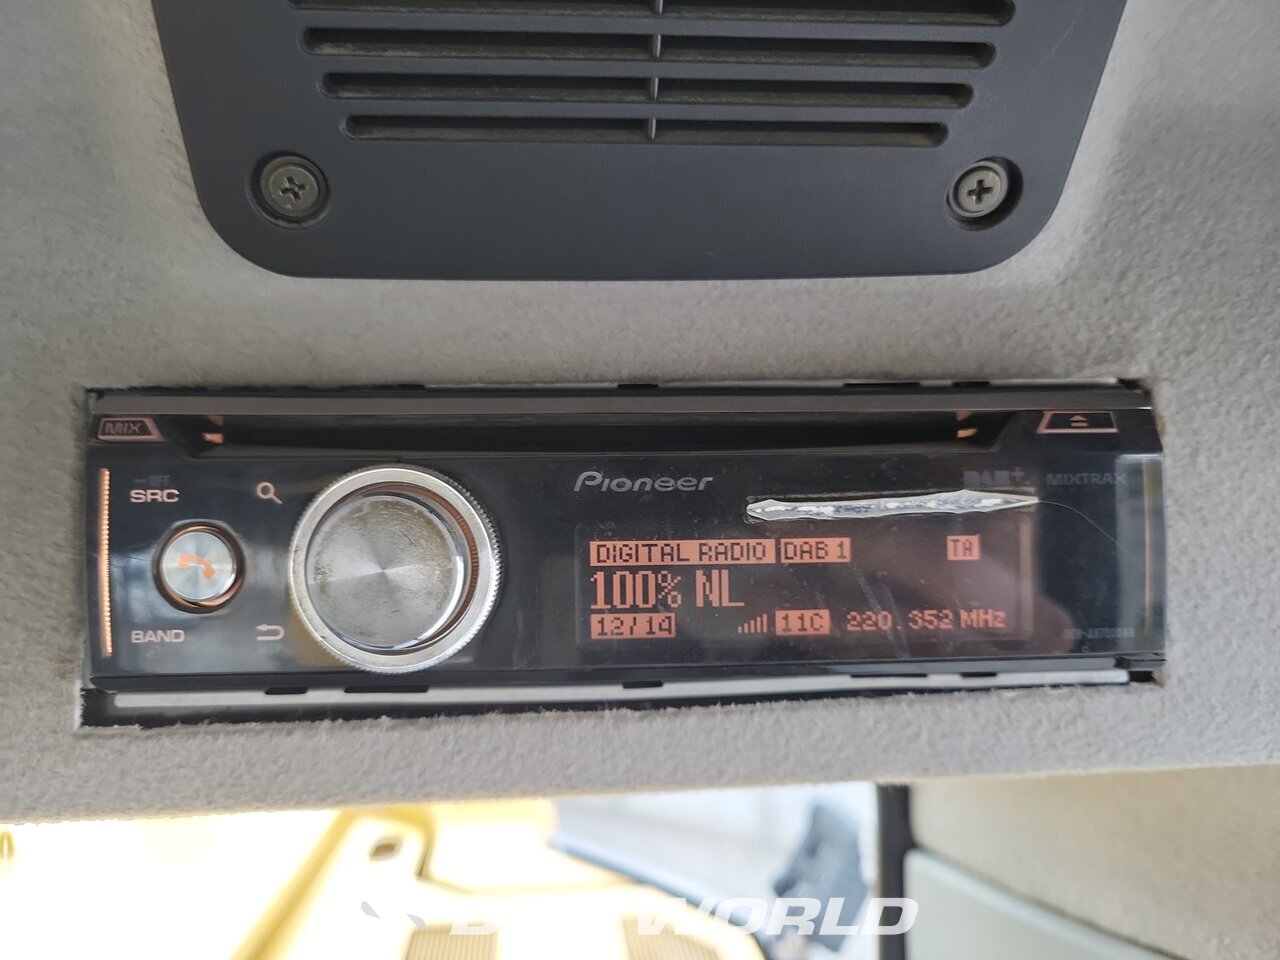 MIX
OFF
SRC
Pioneer
DAB+
MIXTRAX
DIGITAL RADIO DAB 1 TA
100% NL
12/14 11C 220.352 MHz
BAND
WORLD